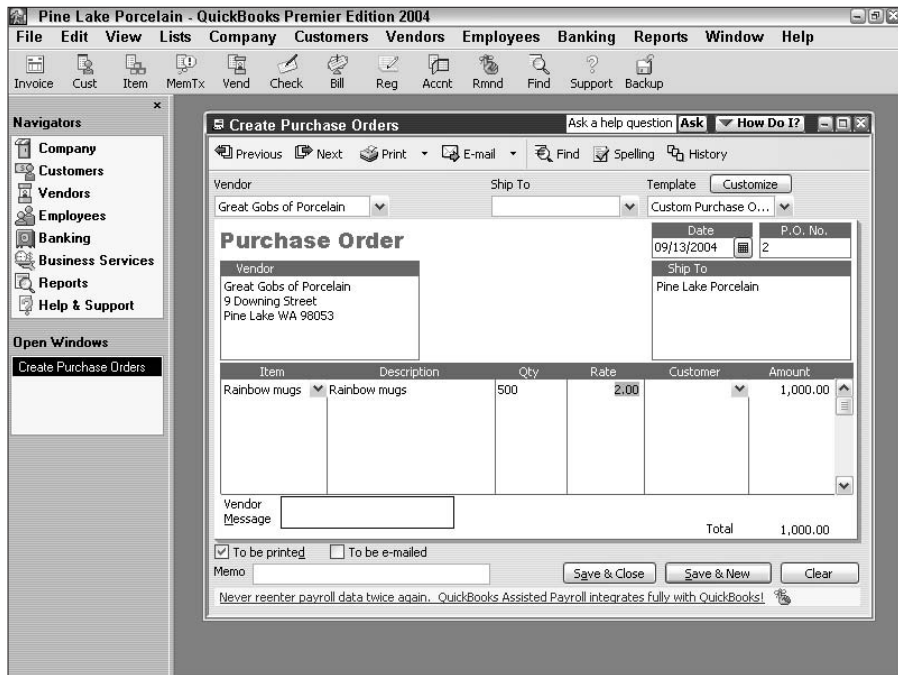 Pine Lake Porcelain - QuickBooks Premier Edition 2004
File Edit View Lists Company Customers Vendors Employees Banking Reports Window Help
Invoice Cust Item MemTx Vend Check Bill Reg Accnt Rmnd Find Support Backup
Navigators
Company
Customers
Vendors
Employees
Banking
Business Services
Reports
Help & Support
Open Windows
Create Purchase Orders
Create Purchase Orders Ask a help question Ask How Do I?
Previous Next Print E-mail Find Spelling History
Vendor Ship To Template Customize
Great Gobs of Porcelain Custom Purchase O...
Purchase Order
Date P.O. No.
09/13/2004 2
Vendor
Great Gobs of Porcelain
9 Downing Street
Pine Lake WA 98053
Ship To
Pine Lake Porcelain
Item Description Qty Rate Customer Amount
Rainbow mugs Rainbow mugs 500 2.00 1,000.00
Vendor
Message
Total 1,000.00
To be printed To be e-mailed
Memo Save & Close Save & New Clear
Never reenter payroll data twice again. QuickBooks Assisted Payroll integrates fully with QuickBooks!